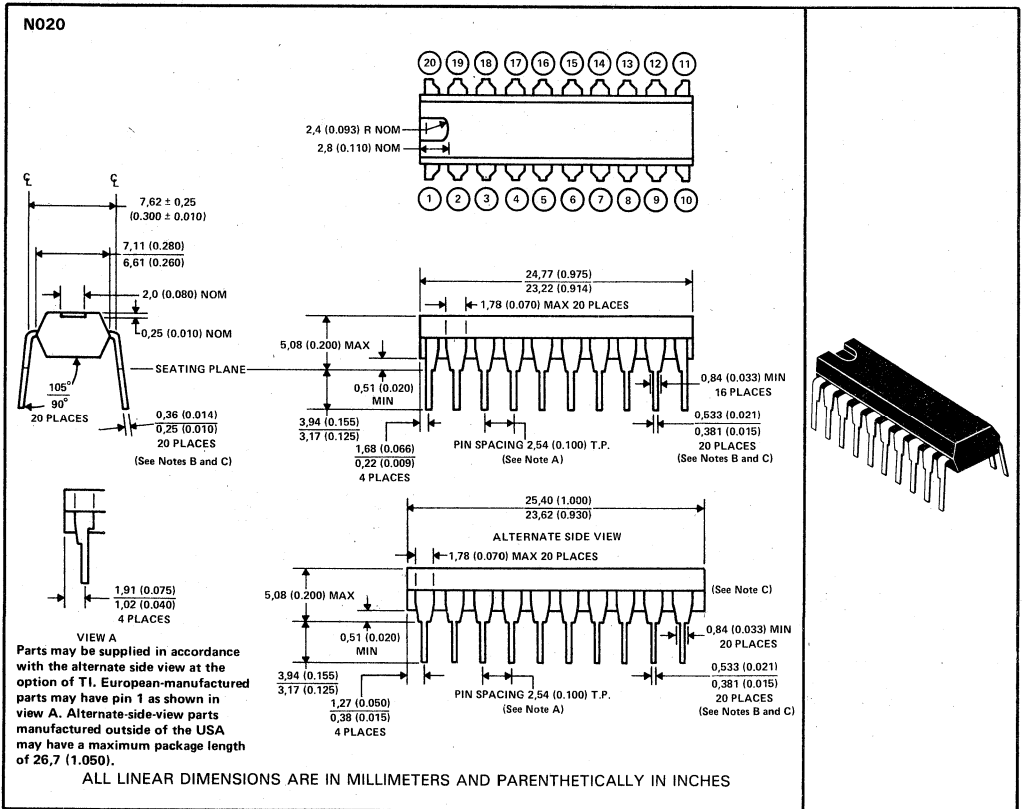 N020
20 19 18 17 16 15 14 13 12 11
2,4 (0.093) R NOM
2,8 (0.110) NOM
1 2 3 4 5 6 7 8 9 10
℄ ℄
7,62 ± 0,25
(0.300 ± 0.010)
7,11 (0.280)
6,61 (0.260)
2,0 (0.080) NOM
0,25 (0.010) NOM
SEATING PLANE
105°
90°
20 PLACES
0,36 (0.014)
0,25 (0.010)
20 PLACES
(See Notes B and C)
24,77 (0.975)
23,22 (0.914)
1,78 (0.070) MAX 20 PLACES
5,08 (0.200) MAX
0,51 (0.020)
MIN
3,94 (0.155)
3,17 (0.125)
1,68 (0.066)
0,22 (0.009)
4 PLACES
PIN SPACING 2,54 (0.100) T.P.
(See Note A)
0,84 (0.033) MIN
16 PLACES
0,533 (0.021)
0,381 (0.015)
20 PLACES
(See Notes B and C)
25,40 (1.000)
23,62 (0.930)
ALTERNATE SIDE VIEW
1,78 (0.070) MAX 20 PLACES
5,08 (0.200) MAX
(See Note C)
0,51 (0.020)
MIN
0,84 (0.033) MIN
20 PLACES
3,94 (0.155)
3,17 (0.125)
1,27 (0.050)
0,38 (0.015)
4 PLACES
PIN SPACING 2,54 (0.100) T.P.
(See Note A)
0,533 (0.021)
0,381 (0.015)
20 PLACES
(See Notes B and C)
1,91 (0.075)
1,02 (0.040)
4 PLACES
VIEW A
Parts may be supplied in accordance
with the alternate side view at the
option of TI. European-manufactured
parts may have pin 1 as shown in
view A. Alternate-side-view parts
manufactured outside of the USA
may have a maximum package length
of 26,7 (1.050).
ALL LINEAR DIMENSIONS ARE IN MILLIMETERS AND PARENTHETICALLY IN INCHES